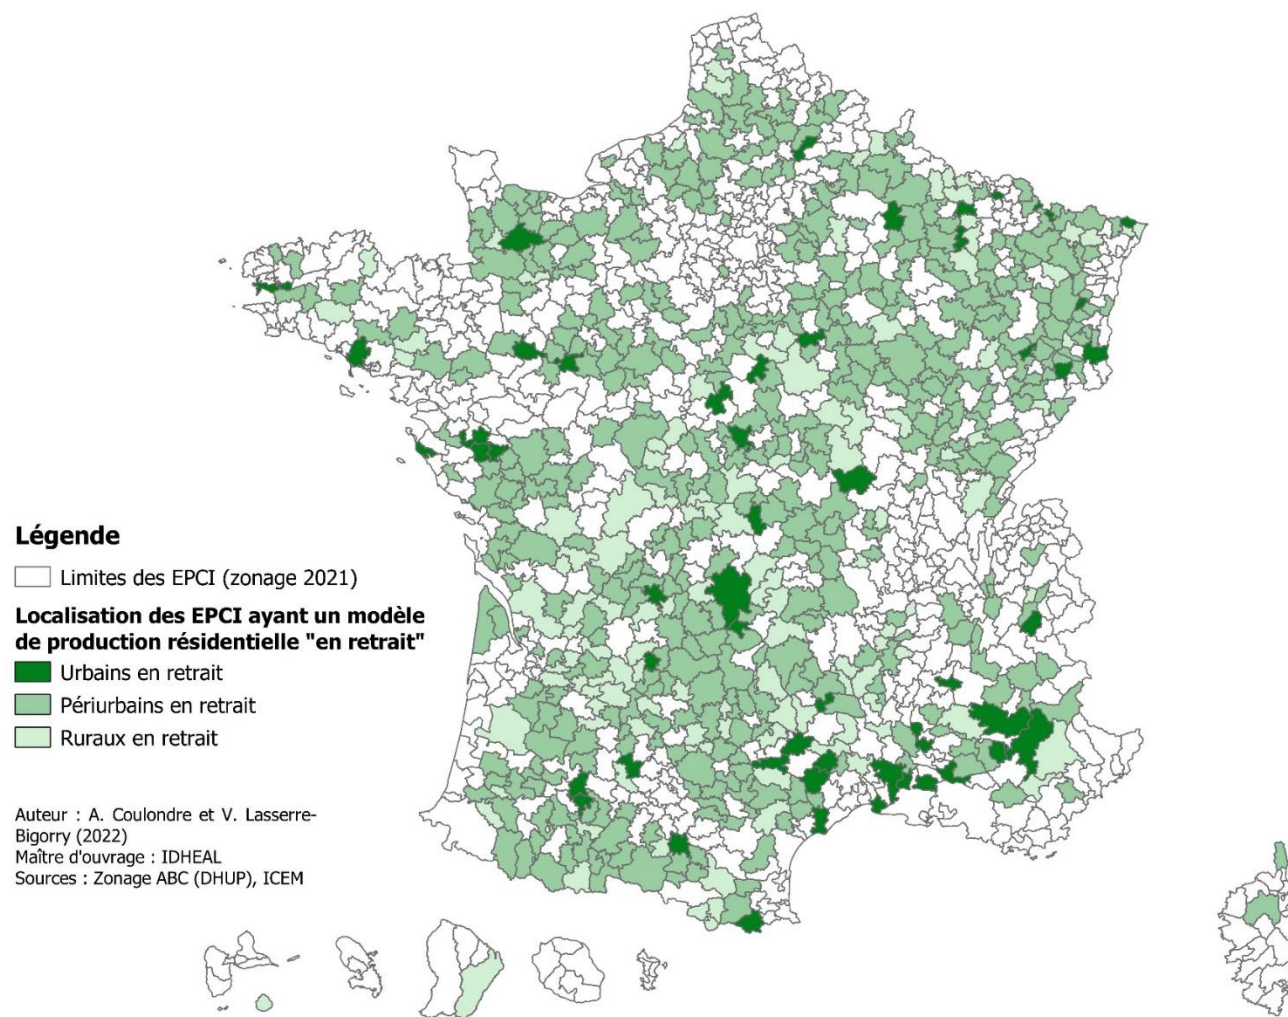 Légende
Limites des EPCI (zonage 2021)
Localisation des EPCI ayant un modèle
de production résidentielle "en retrait"
Urbains en retrait
Périurbains en retrait
Ruraux en retrait
Auteur : A. Coulondre et V. Lasserre-
Bigorry (2022)
Maître d'ouvrage : IDHEAL
Sources : Zonage ABC (DHUP), ICEM